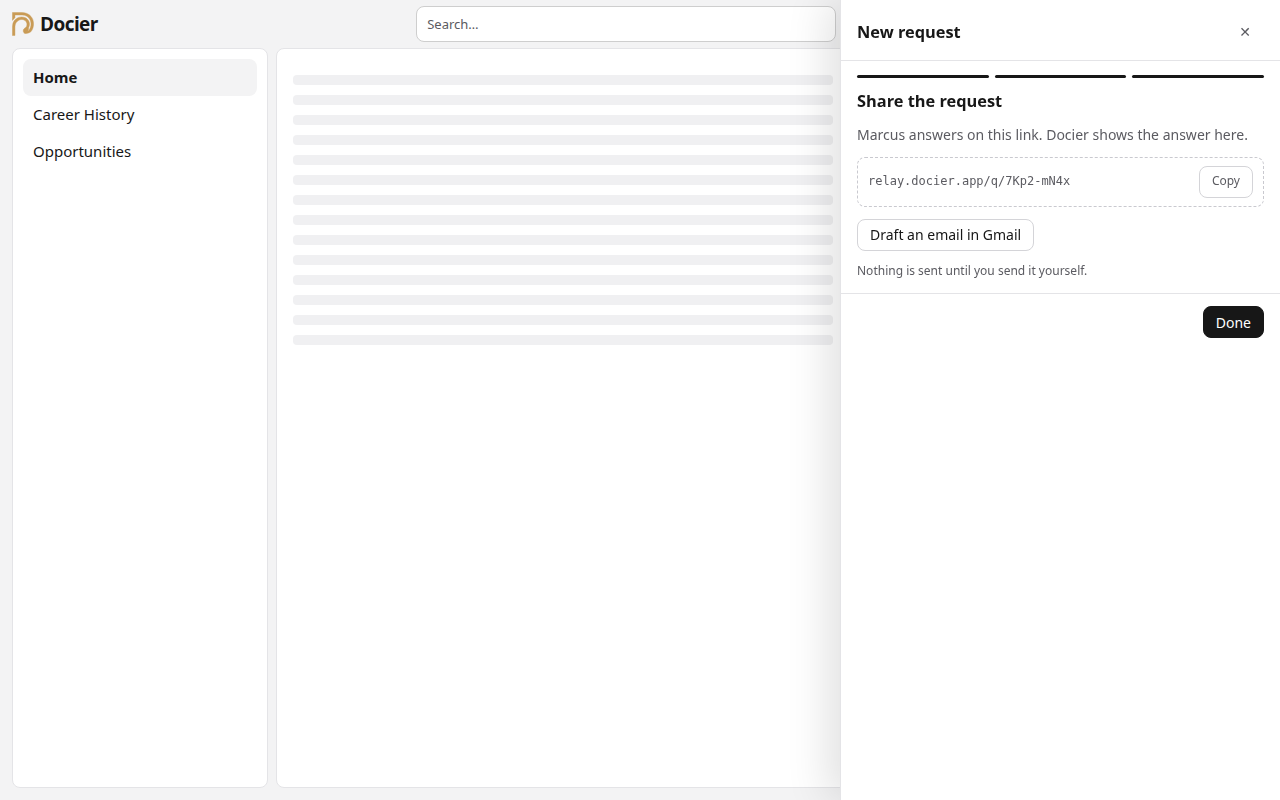 Docier
Search...
Home
Career History
Opportunities
New request
✕
Share the request
Marcus answers on this link. Docier shows the answer here.
relay.docier.app/q/7Kp2-mN4x
Copy
Draft an email in Gmail
Nothing is sent until you send it yourself.
Done